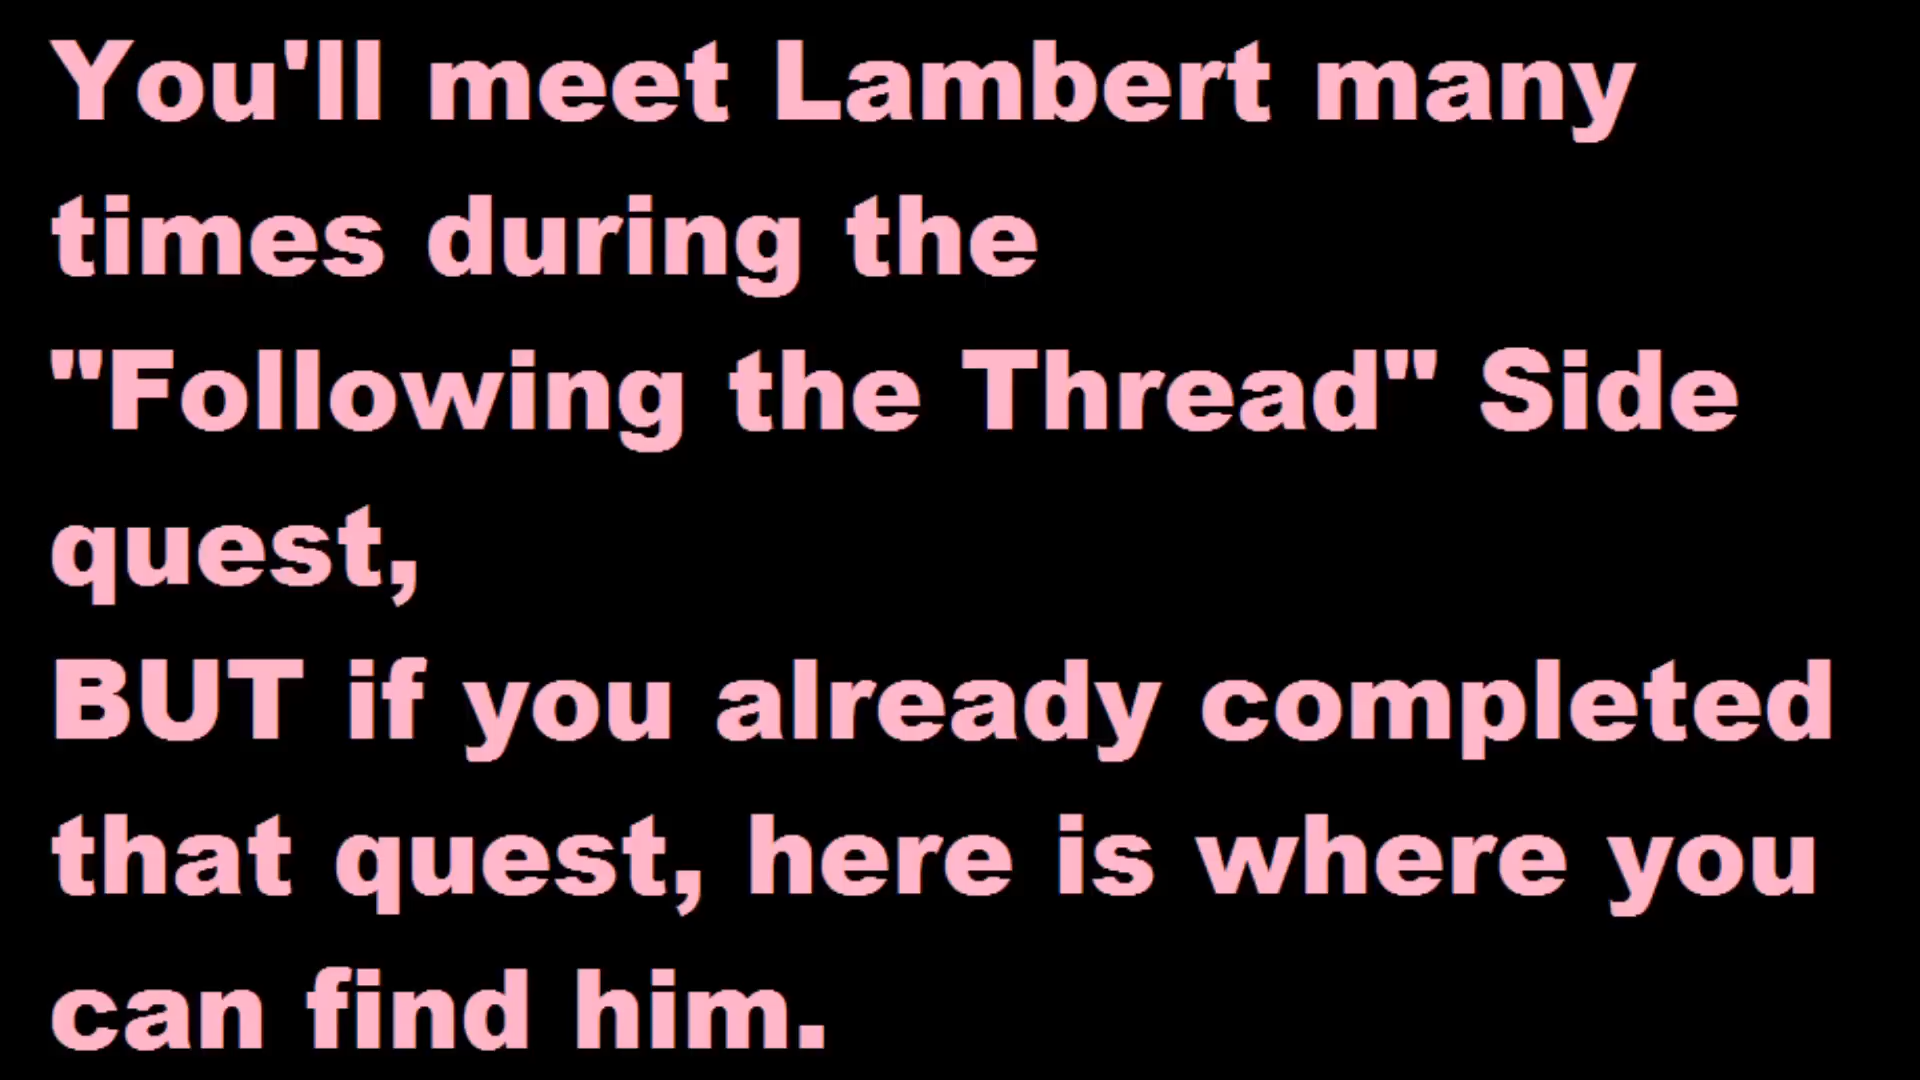 You'll meet Lambert many
times during the
"Following the Thread" Side
quest,
BUT if you already completed
that quest, here is where you
can find him.